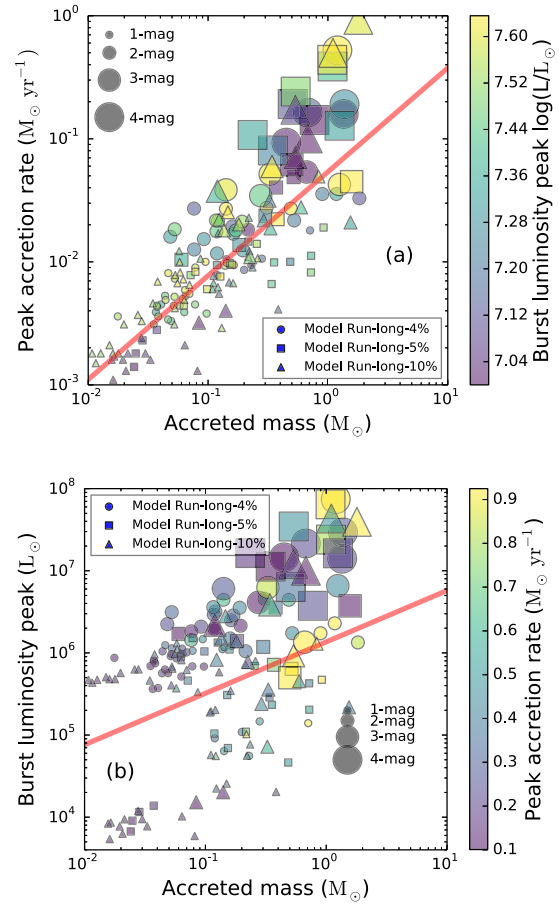 1-mag
2-mag
3-mag
4-mag
(a)
Model Run-long-4%
Model Run-long-5%
Model Run-long-10%
10⁰
10⁻¹
10⁻²
10⁻³
Peak accretion rate (M☉ yr⁻¹)
10⁻² 10⁻¹ 10⁰ 10¹
Accreted mass (M☉)
7.60
7.52
7.44
7.36
7.28
7.20
7.12
7.04
Burst luminosity peak log(L/L☉)
Model Run-long-4%
Model Run-long-5%
Model Run-long-10%
1-mag
2-mag
3-mag
4-mag
(b)
10⁸
10⁷
10⁶
10⁵
10⁴
Burst luminosity peak (L☉)
10⁻² 10⁻¹ 10⁰ 10¹
Accreted mass (M☉)
0.9
0.8
0.7
0.6
0.5
0.4
0.3
0.2
0.1
Peak accretion rate (M☉ yr⁻¹)